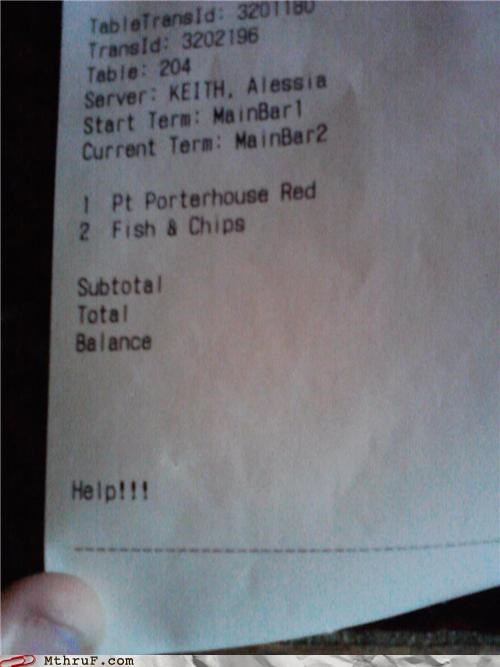 TableTransId: 3201180
TransId: 3202196
Table: 204
Server: KEITH, Alessia
Start Term: MainBar1
Current Term: MainBar2
1 Pt Porterhouse Red
2 Fish & Chips
Subtotal
Total
Balance
Help!!!
MthruF.com